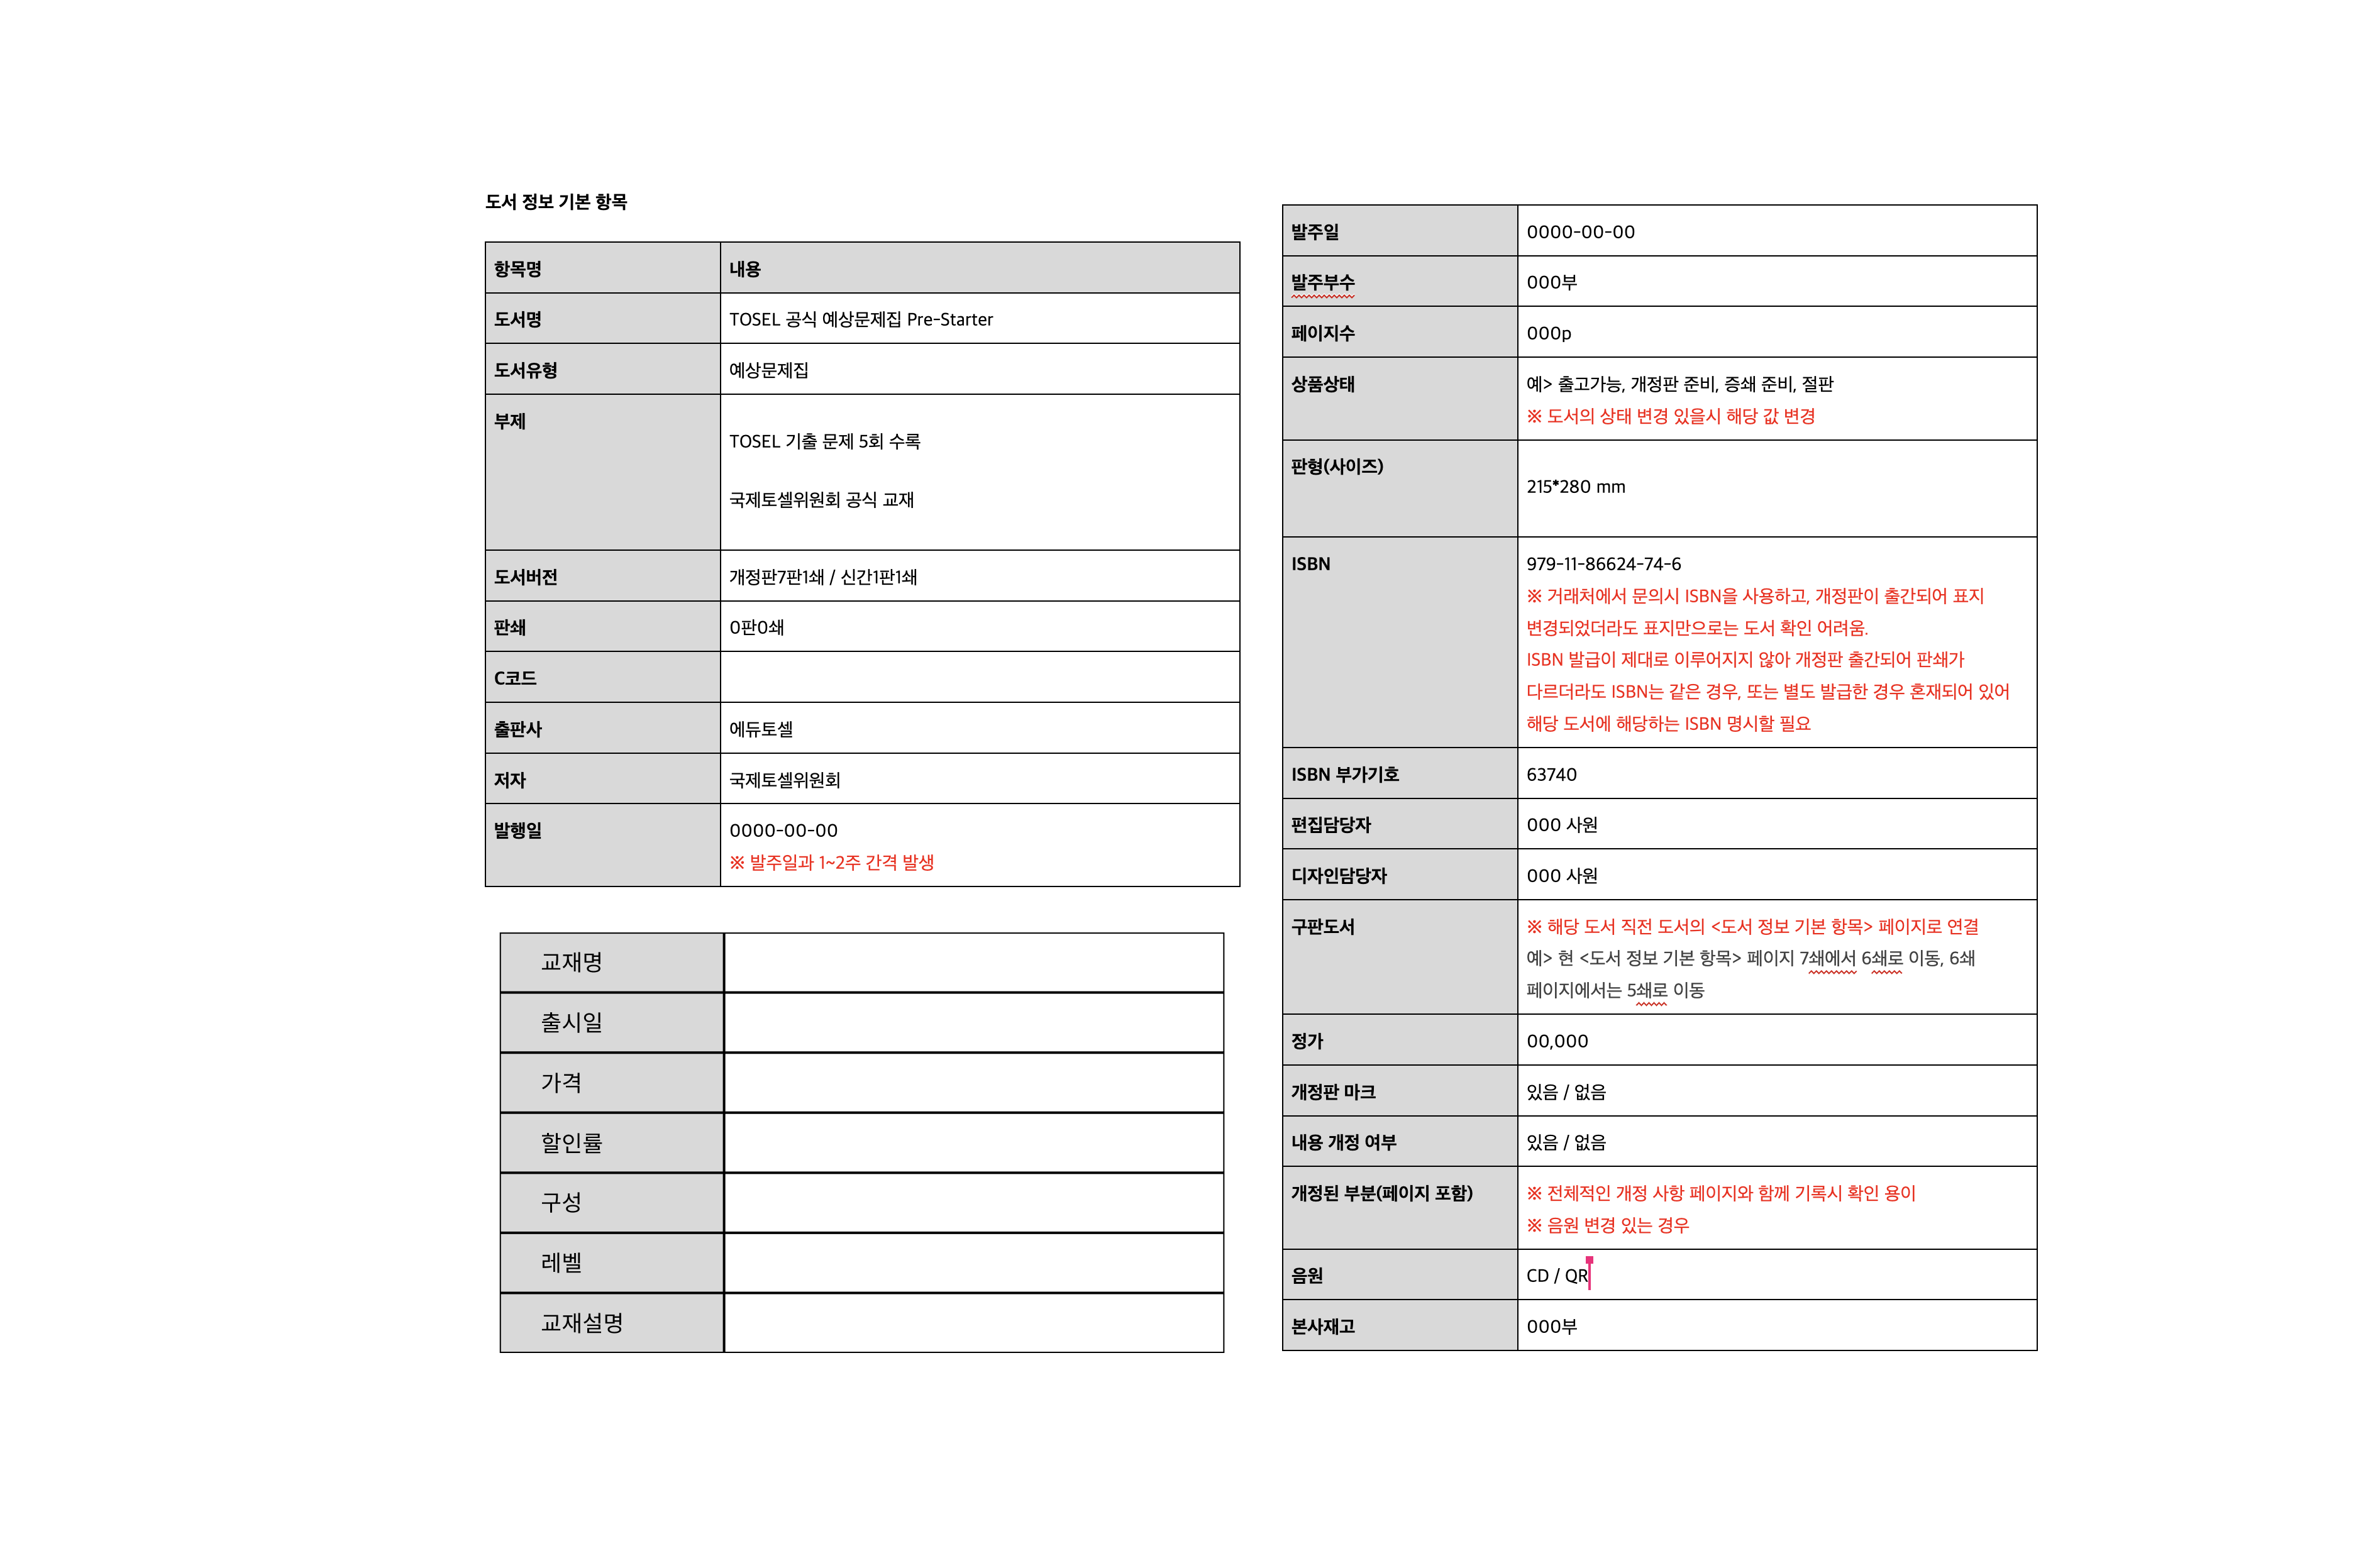 도서 정보 기본 항목
항목명 내용
도서명 TOSEL 공식 예상문제집 Pre-Starter
도서유형 예상문제집
부제
TOSEL 기출 문제 5회 수록
국제토셀위원회 공식 교재
도서버전 개정판7판1쇄 / 신간1판1쇄
판쇄 0판0쇄
C코드
출판사 에듀토셀
저자 국제토셀위원회
발행일 0000-00-00
※ 발주일과 1~2주 간격 발생
교재명
출시일
가격
할인률
구성
레벨
교재설명
발주일 0000-00-00
발주부수 000부
페이지수 000p
상품상태 예> 출고가능, 개정판 준비, 증쇄 준비, 절판
※ 도서의 상태 변경 있을시 해당 값 변경
판형(사이즈)
215*280 mm
ISBN 979-11-86624-74-6
※ 거래처에서 문의시 ISBN을 사용하고, 개정판이 출간되어 표지
변경되었더라도 표지만으로는 도서 확인 어려움.
ISBN 발급이 제대로 이루어지지 않아 개정판 출간되어 판쇄가
다르더라도 ISBN는 같은 경우, 또는 별도 발급한 경우 혼재되어 있어
해당 도서에 해당하는 ISBN 명시할 필요
ISBN 부가기호 63740
편집담당자 000 사원
디자인담당자 000 사원
구판도서 ※ 해당 도서 직전 도서의 <도서 정보 기본 항목> 페이지로 연결
예> 현 <도서 정보 기본 항목> 페이지 7쇄에서 6쇄로 이동, 6쇄
페이지에서는 5쇄로 이동
정가 00,000
개정판 마크 있음 / 없음
내용 개정 여부 있음 / 없음
개정된 부분(페이지 포함) ※ 전체적인 개정 사항 페이지와 함께 기록시 확인 용이
※ 음원 변경 있는 경우
음원 CD / QR
본사재고 000부